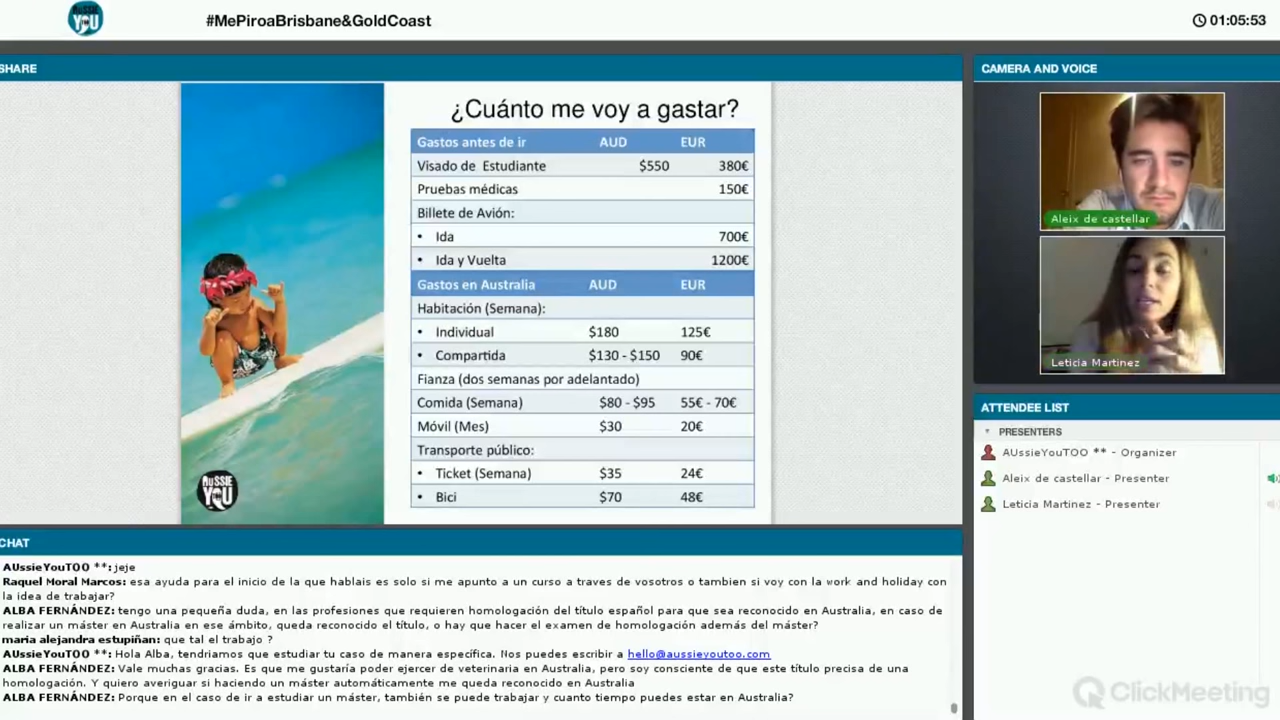 AUSSIE YOU
#MePiroaBrisbane&GoldCoast
01:05:53
SHARE
¿Cuánto me voy a gastar?
Gastos antes de ir AUD EUR
Visado de Estudiante $550 380€
Pruebas médicas 150€
Billete de Avión:
• Ida 700€
• Ida y Vuelta 1200€
Gastos en Australia AUD EUR
Habitación (Semana):
• Individual $180 125€
• Compartida $130 - $150 90€
Fianza (dos semanas por adelantado)
Comida (Semana) $80 - $95 55€ - 70€
Móvil (Mes) $30 20€
Transporte público:
• Ticket (Semana) $35 24€
• Bici $70 48€
AUSSIE YOU
CAMERA AND VOICE
Aleix de castellar
Leticia Martinez
ATTENDEE LIST
PRESENTERS
AUssieYouTOO ** - Organizer
Aleix de castellar - Presenter
Leticia Martinez - Presenter
CHAT
AUssieYouTOO **: jeje
Raquel Moral Marcos: esa ayuda para el inicio de la que hablais es solo si me apunto a un curso a traves de vosotros o tambien si voy con la work and holiday con
la idea de trabajar?
ALBA FERNÁNDEZ: tengo una pequeña duda, en las profesiones que requieren homologación del título español para que sea reconocido en Australia, en caso de
realizar un máster en Australia en ese ámbito, queda reconocido el título, o hay que hacer el examen de homologación además del máster?
maria alejandra estupiñan: que tal el trabajo ?
AUssieYouTOO **: Hola Alba, tendriamos que estudiar tu caso de manera específica. Nos puedes escribir a hello@aussieyoutoo.com
ALBA FERNÁNDEZ: Vale muchas gracias. Es que me gustaría poder ejercer de veterinaria en Australia, pero soy consciente de que este título precisa de una
homologación. Y quiero averiguar si haciendo un máster automáticamente me queda reconocido en Australia
ALBA FERNÁNDEZ: Porque en el caso de ir a estudiar un máster, también se puede trabajar y cuanto tiempo puedes estar en Australia?
ClickMeeting